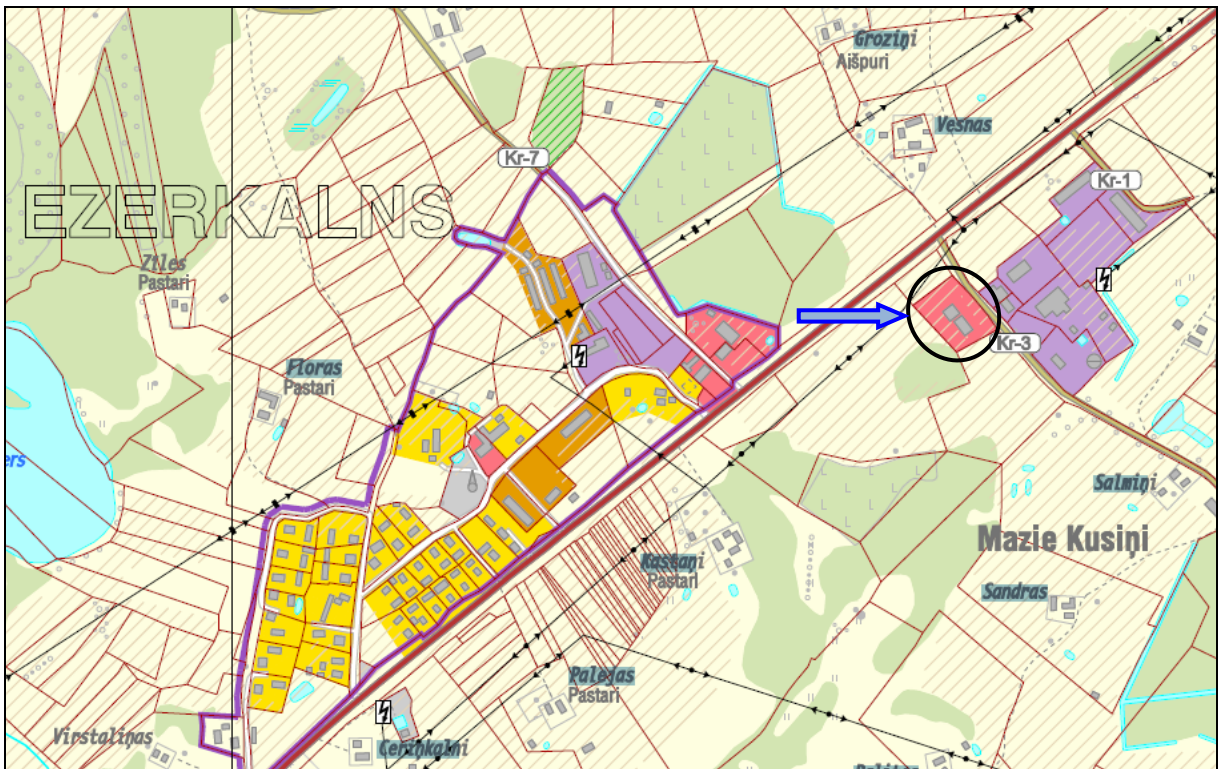 Groziņi
Aišpuri
Vesnas
Kr-7
Kr-1
EZERKALNS
Zīles
Pastari
Kr-3
Floras
Pastari
ers
Salmiņi
Mazie Kusiņi
Kastaņi
Pastari
Sandras
Palejas
Pastari
Virstaliņas
Ceriņkalni